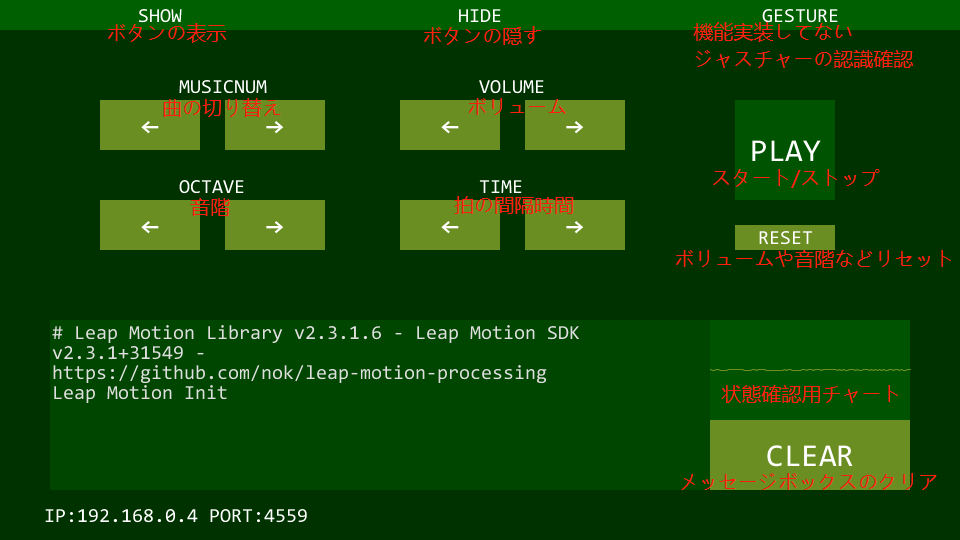 SHOW
HIDE
GESTURE
ボタンの表示
ボタンの隠す
機能実装してない
ジャスチャーの認識確認
MUSICNUM
VOLUME
曲の切り替え
ボリューム
← →
← →
PLAY
スタート/ストップ
OCTAVE
TIME
音階
拍の間隔時間
← →
← →
RESET
ボリュームや音階などリセット
# Leap Motion Library v2.3.1.6 - Leap Motion SDK
v2.3.1+31549 -
https://github.com/nok/leap-motion-processing
Leap Motion Init
状態確認用チャート
CLEAR
メッセージボックスのクリア
IP:192.168.0.4 PORT:4559